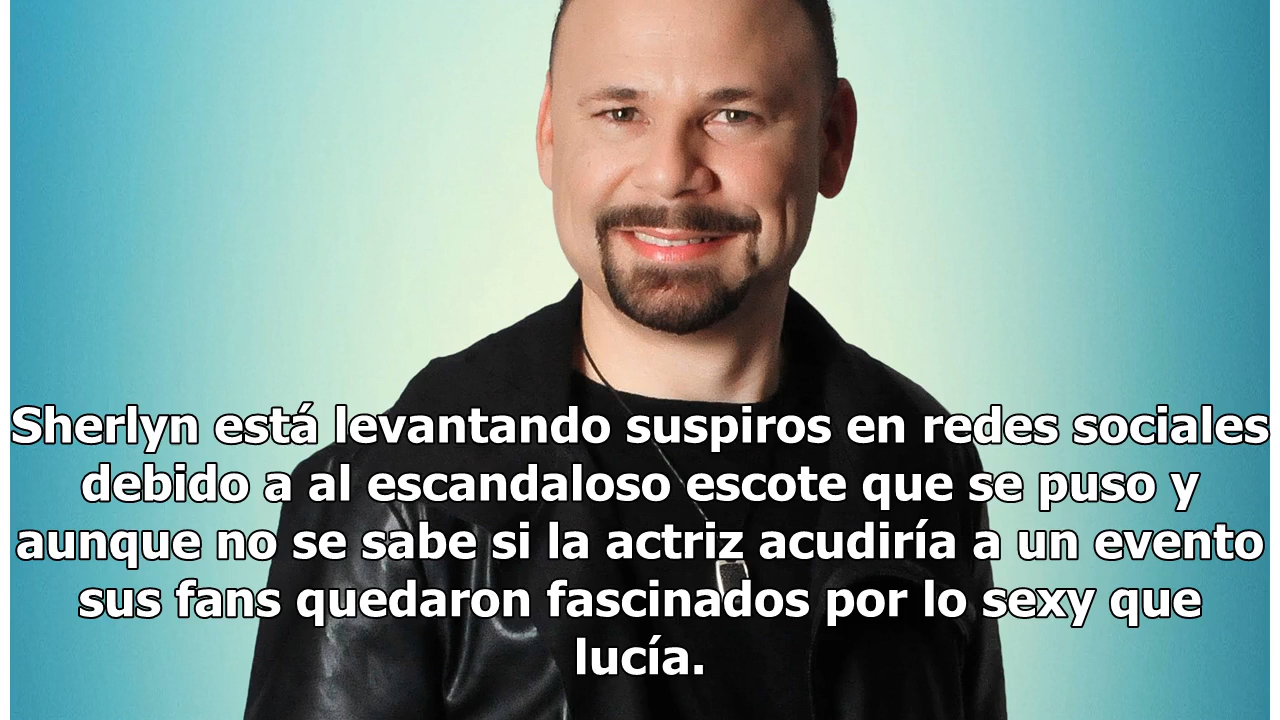 Sherlyn está levantando suspiros en redes sociales
debido a al escandaloso escote que se puso y
aunque no se sabe si la actriz acudiría a un evento
sus fans quedaron fascinados por lo sexy que
lucía.